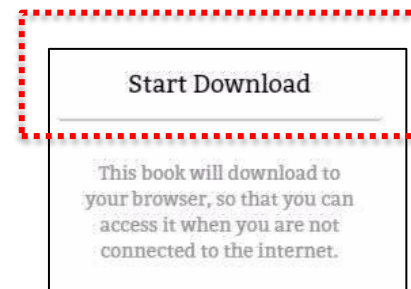 Start Download
This book will download to
your browser, so that you can
access it when you are not
connected to the internet.